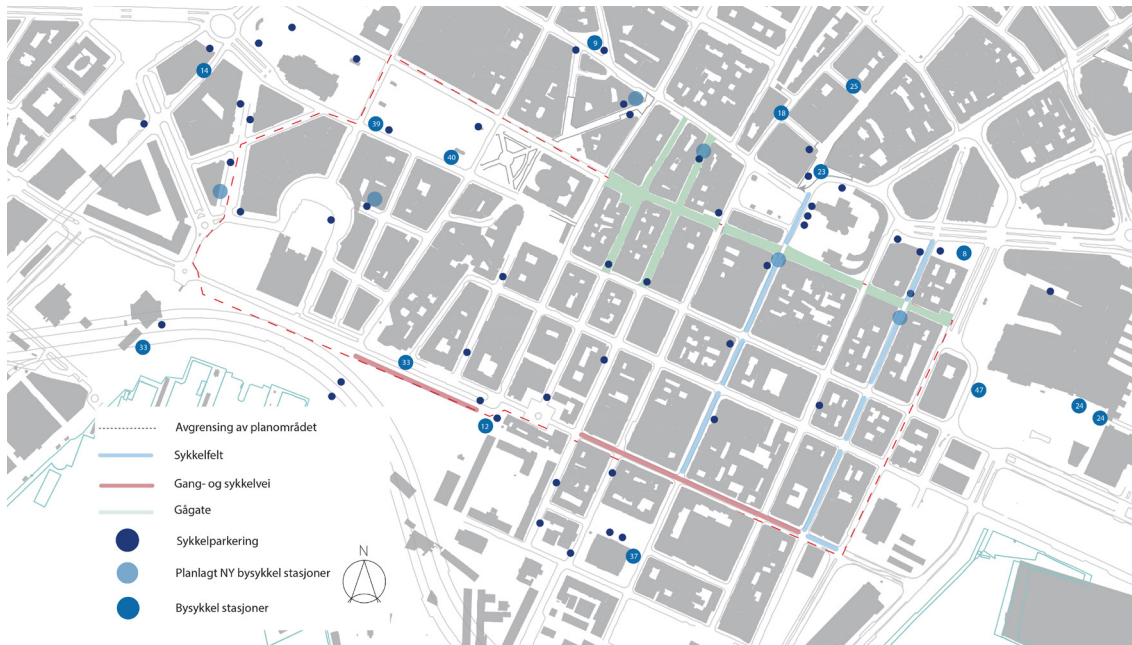 9
14
25
18
39
40
23
8
33
33
47
24
24
12
37
Avgrensing av planområdet
Sykkelfelt
Gang- og sykkelvei
Gågate
Sykkelparkering
N
Planlagt NY bysykkel stasjoner
Bysykkel stasjoner